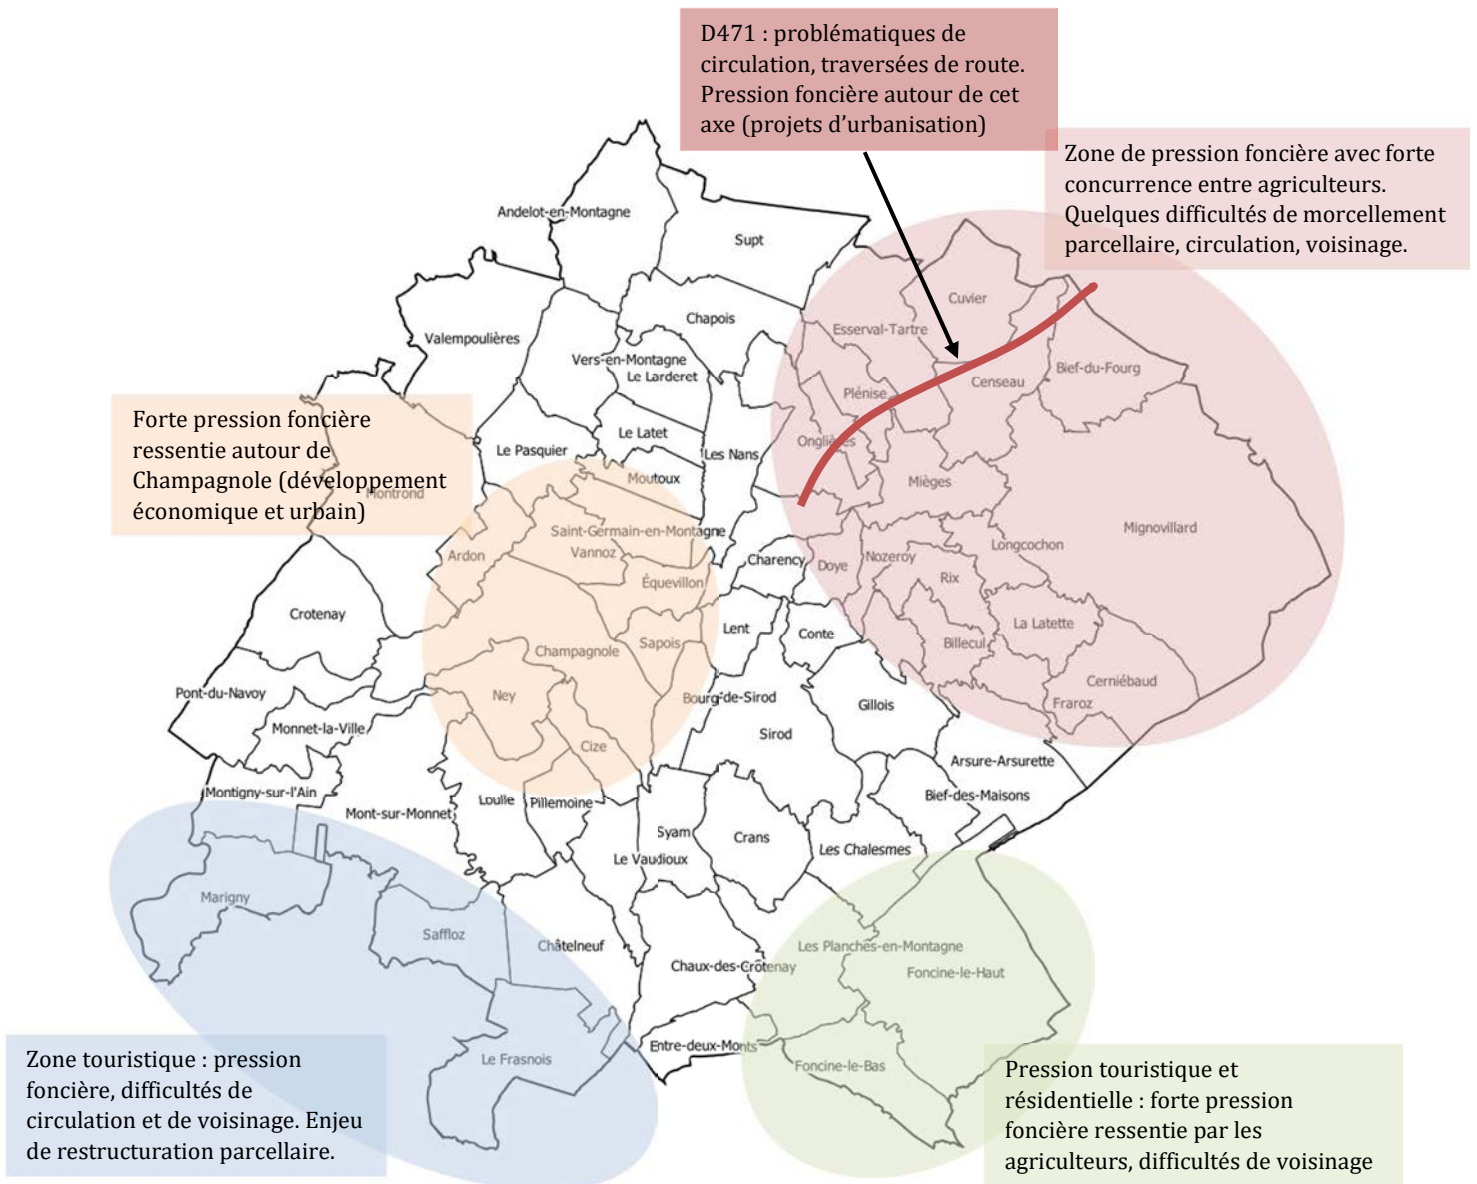 D471 : problématiques de
circulation, traversées de route.
Pression foncière autour de cet
axe (projets d'urbanisation)
Zone de pression foncière avec forte
concurrence entre agriculteurs.
Quelques difficultés de morcellement
parcellaire, circulation, voisinage.
Andelot-en-Montagne
Supt
Cuvier
Chapois
Esserval-Tartre
Valempoulières
Vers-en-Montagne
Le Larderet
Bief-du-Fourg
Censeau
Plénise
Forte pression foncière
ressentie autour de
Champagnole (développement
économique et urbain)
Montrond
Le Latet
Le Pasquier
Les Nans
Onglières
Moutoux
Mièges
Mignovillard
Saint-Germain-en-Montagne
Vannoz
Ardon
Longcochon
Charency
Doye
Nozeroy
Rix
Équevillon
Crotenay
Lent
Conte
La Latette
Champagnole
Sapois
Billecul
Cerniébaud
Pont-du-Navoy
Ney
Bourg-de-Sirod
Gillois
Fraroz
Monnet-la-Ville
Sirod
Cize
Arsure-Arsurette
Montigny-sur-l'Ain
Bief-des-Maisons
Mont-sur-Monnet
Loulle
Pillemoine
Syam
Crans
Les Chalesmes
Le Vaudioux
Marigny
Saffloz
Châtelneuf
Les Planches-en-Montagne
Chaux-des-Crotenay
Foncine-le-Haut
Entre-deux-Monts
Le Frasnois
Foncine-le-Bas
Zone touristique : pression
foncière, difficultés de
circulation et de voisinage. Enjeu
de restructuration parcellaire.
Pression touristique et
résidentielle : forte pression
foncière ressentie par les
agriculteurs, difficultés de voisinage